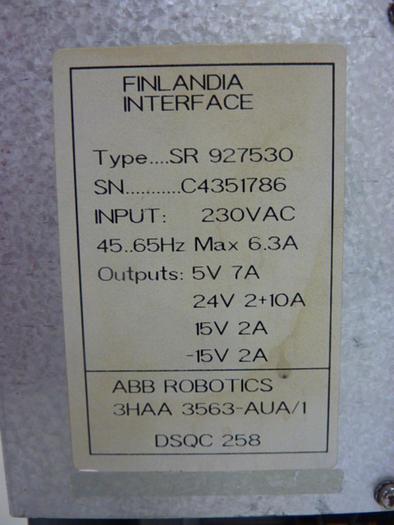 FINLANDIA
INTERFACE
Type....SR 927530
SN...........C4351786
INPUT: 230VAC
45..65Hz Max 6.3A
Outputs: 5V 7A
24V 2+10A
15V 2A
-15V 2A
ABB ROBOTICS
3HAA 3563-AUA/1
DSQC 258